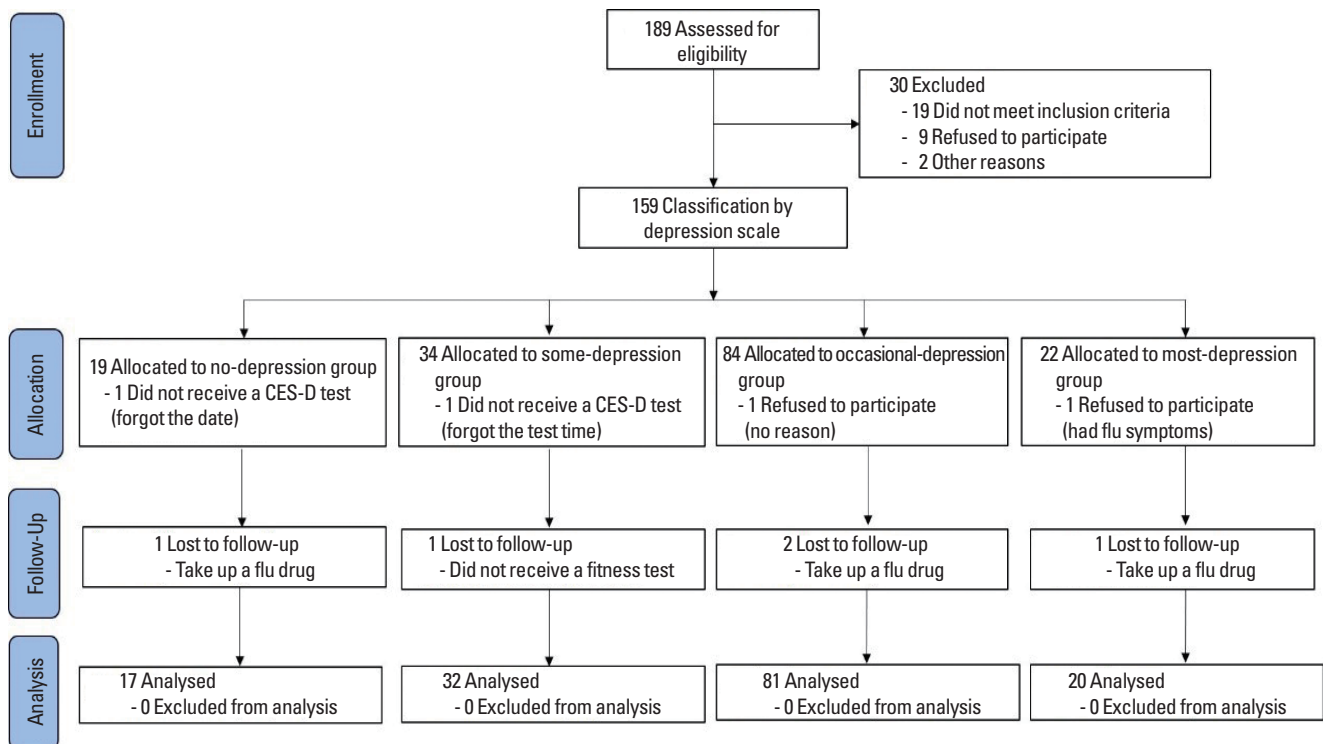 Enrollment
189 Assessed for
eligibility
30 Excluded
- 19 Did not meet inclusion criteria
- 9 Refused to participate
- 2 Other reasons
159 Classification by
depression scale
Allocation
19 Allocated to no-depression group
- 1 Did not receive a CES-D test
(forgot the date)
34 Allocated to some-depression
group
- 1 Did not receive a CES-D test
(forgot the test time)
84 Allocated to occasional-depression
group
- 1 Refused to participate
(no reason)
22 Allocated to most-depression
group
- 1 Refused to participate
(had flu symptoms)
Follow-Up
1 Lost to follow-up
- Take up a flu drug
1 Lost to follow-up
- Did not receive a fitness test
2 Lost to follow-up
- Take up a flu drug
1 Lost to follow-up
- Take up a flu drug
Analysis
17 Analysed
- 0 Excluded from analysis
32 Analysed
- 0 Excluded from analysis
81 Analysed
- 0 Excluded from analysis
20 Analysed
- 0 Excluded from analysis